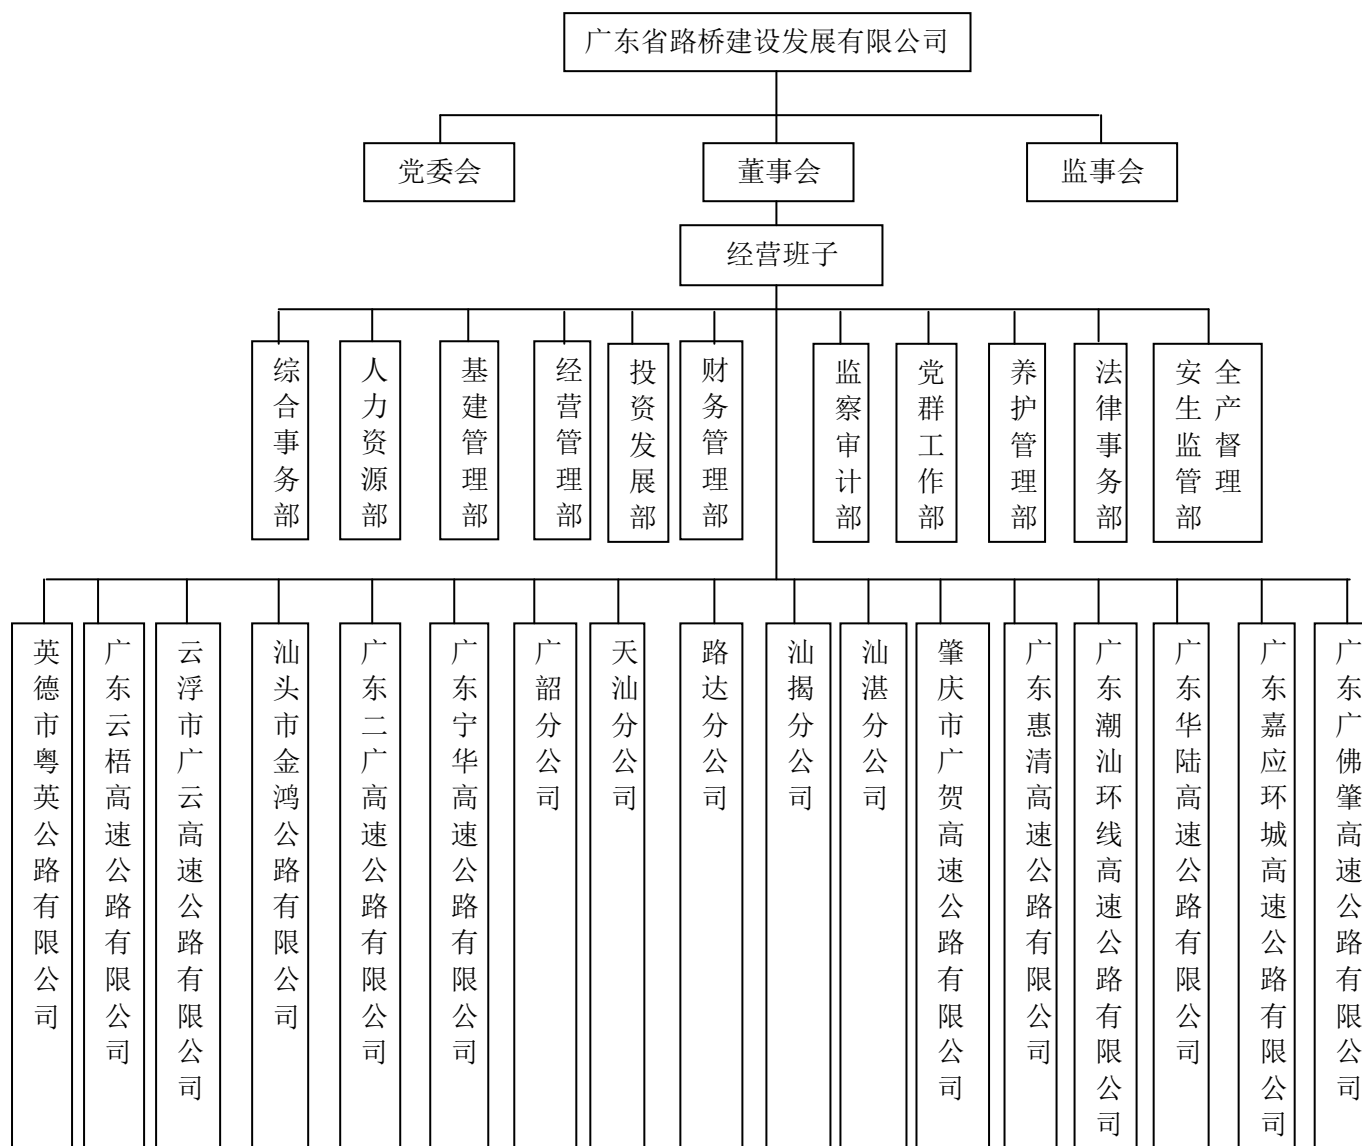 广东省路桥建设发展有限公司
党委会
董事会
监事会
经营班子
综合事务部
人力资源部
基建管理部
经营管理部
投资发展部
财务管理部
监察审计部
党群工作部
养护管理部
法律事务部
安全生产监督管理部
英德市粤英公路有限公司
广东云梧高速公路有限公司
云浮市广云高速公路有限公司
汕头市金鸿公路有限公司
广东二广高速公路有限公司
广东宁华高速公路有限公司
广韶分公司
天汕分公司
路达分公司
汕揭分公司
汕湛分公司
肇庆市广贺高速公路有限公司
广东惠清高速公路有限公司
广东潮汕环线高速公路有限公司
广东华陆高速公路有限公司
广东嘉应环城高速公路有限公司
广东广佛肇高速公路有限公司